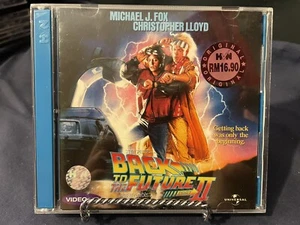 MICHAEL J. FOX
CHRISTOPHER LLOYD
ORIGINAL
RM16.90
ORIGINAL
Getting back
was only the
beginning.
BACK
TO THE
FUTURE II
VIDEO
UNIVERSAL